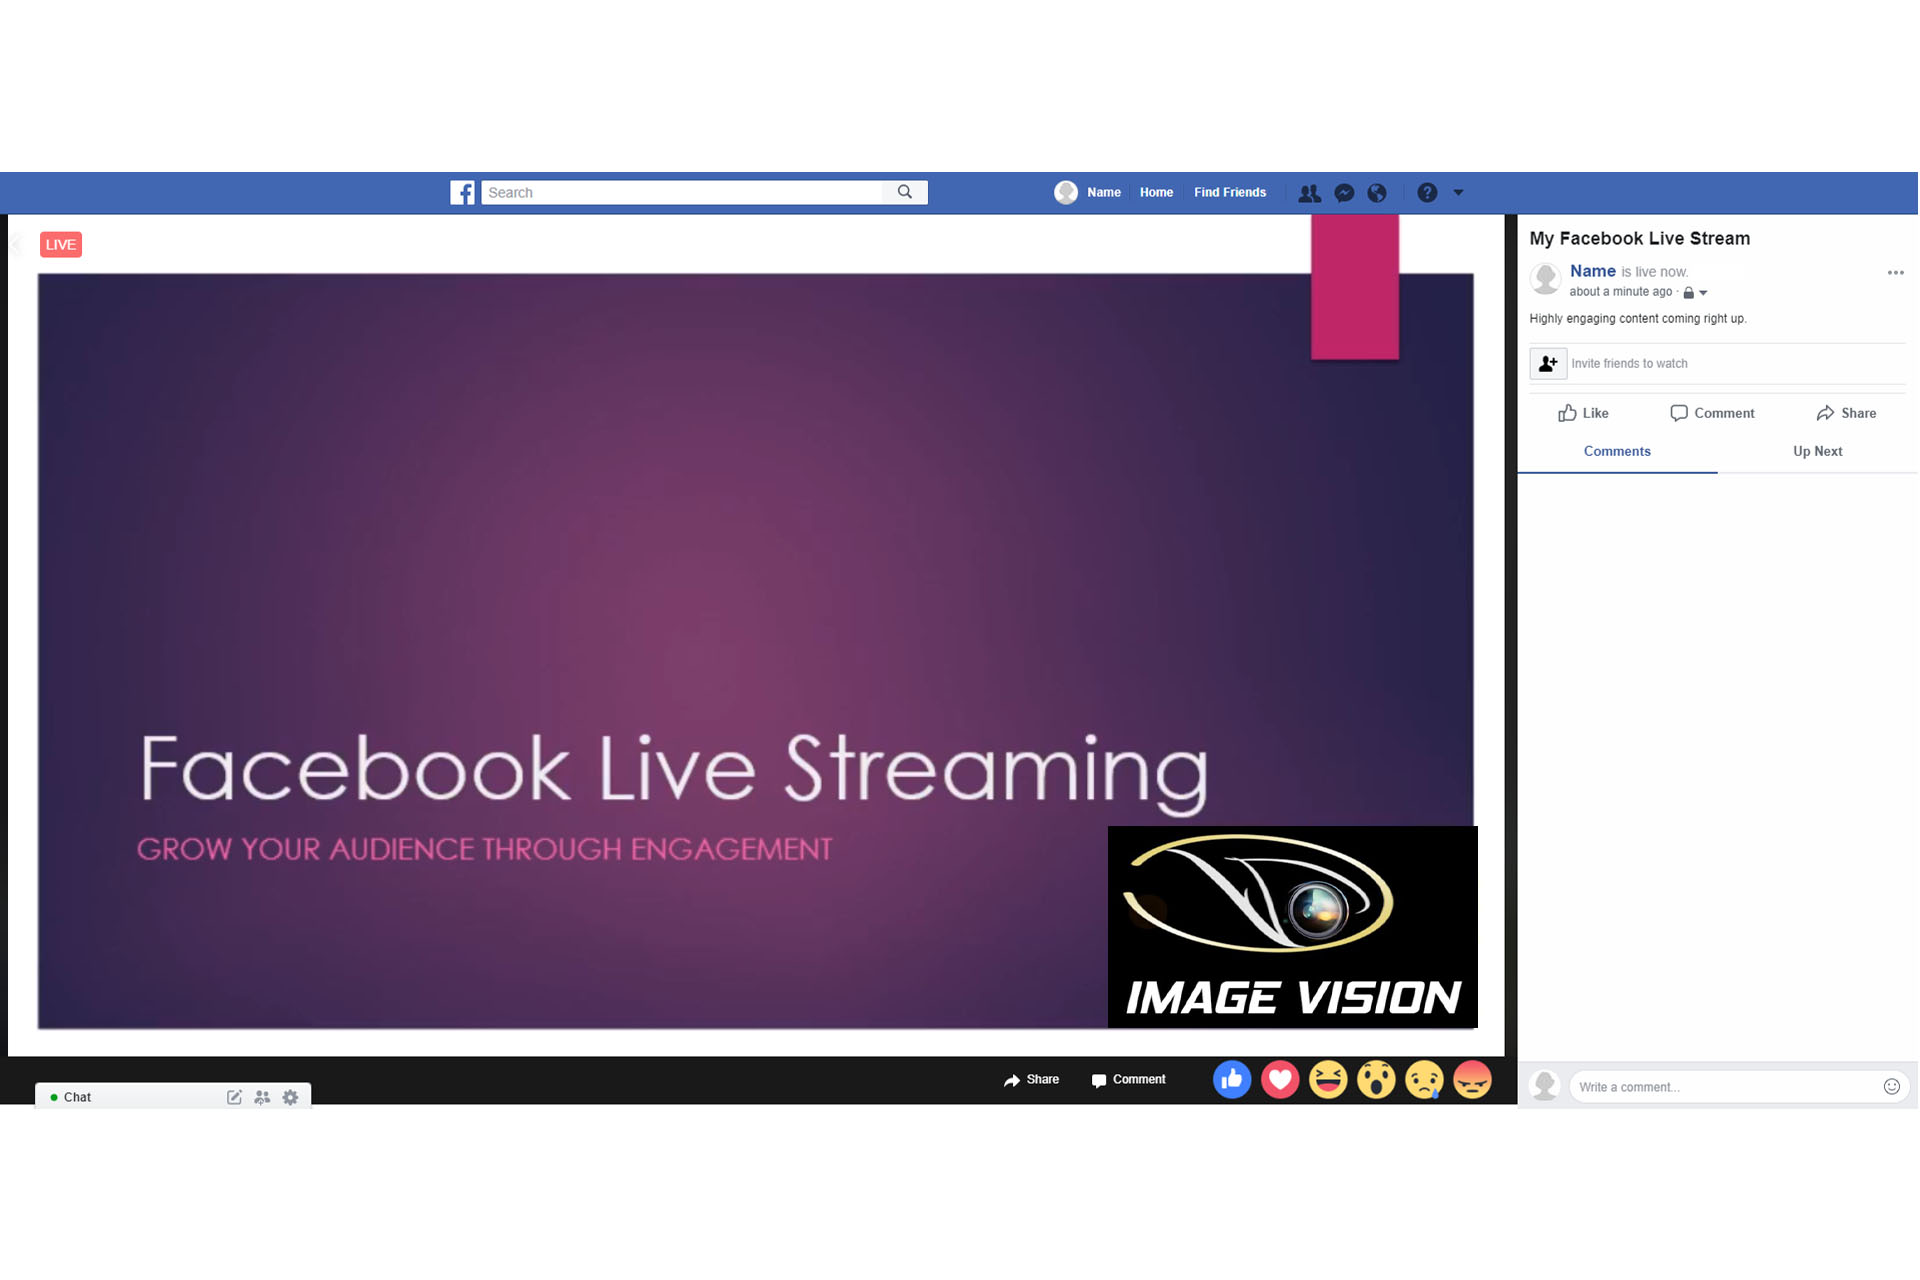 Search
Name Home Find Friends
LIVE
Facebook Live Streaming
GROW YOUR AUDIENCE THROUGH ENGAGEMENT
IMAGE VISION
Share Comment
Chat
My Facebook Live Stream
Name is live now.
about a minute ago ·
Highly engaging content coming right up.
Invite friends to watch
Like Comment Share
Comments Up Next
Write a comment...